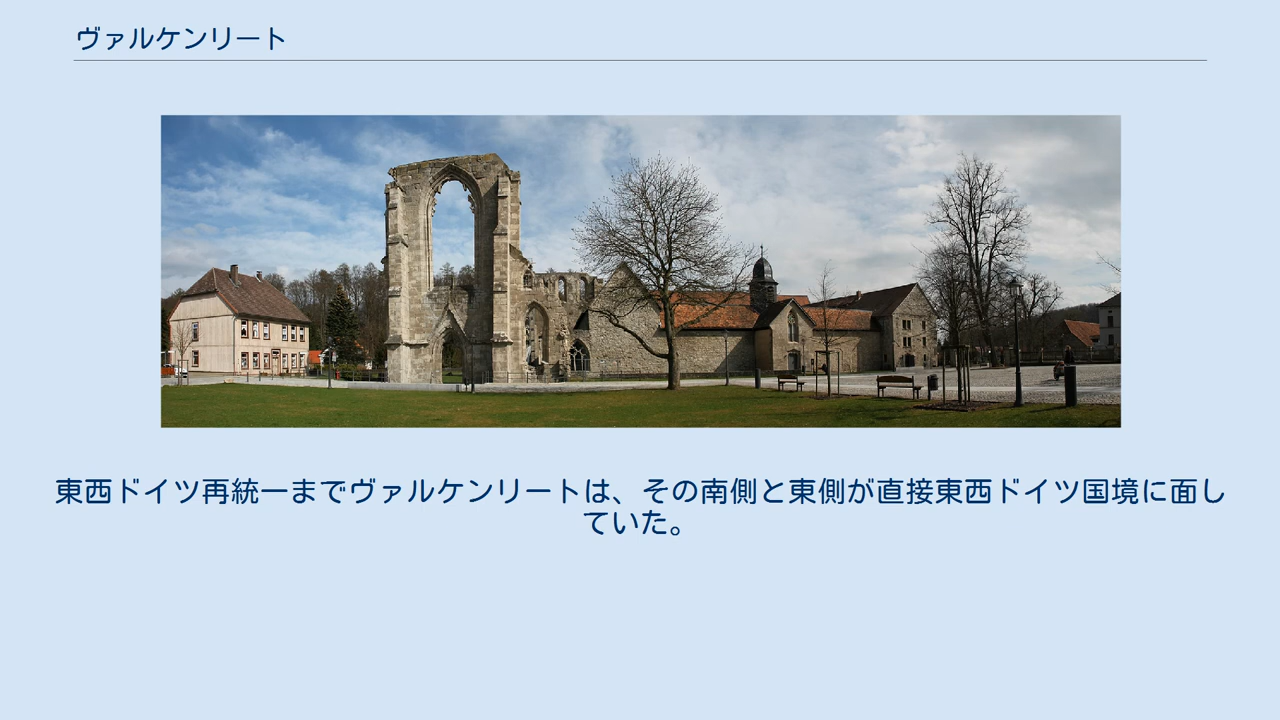 ヴァルケンリート
東西ドイツ再統一までヴァルケンリートは、その南側と東側が直接東西ドイツ国境に面し
ていた。